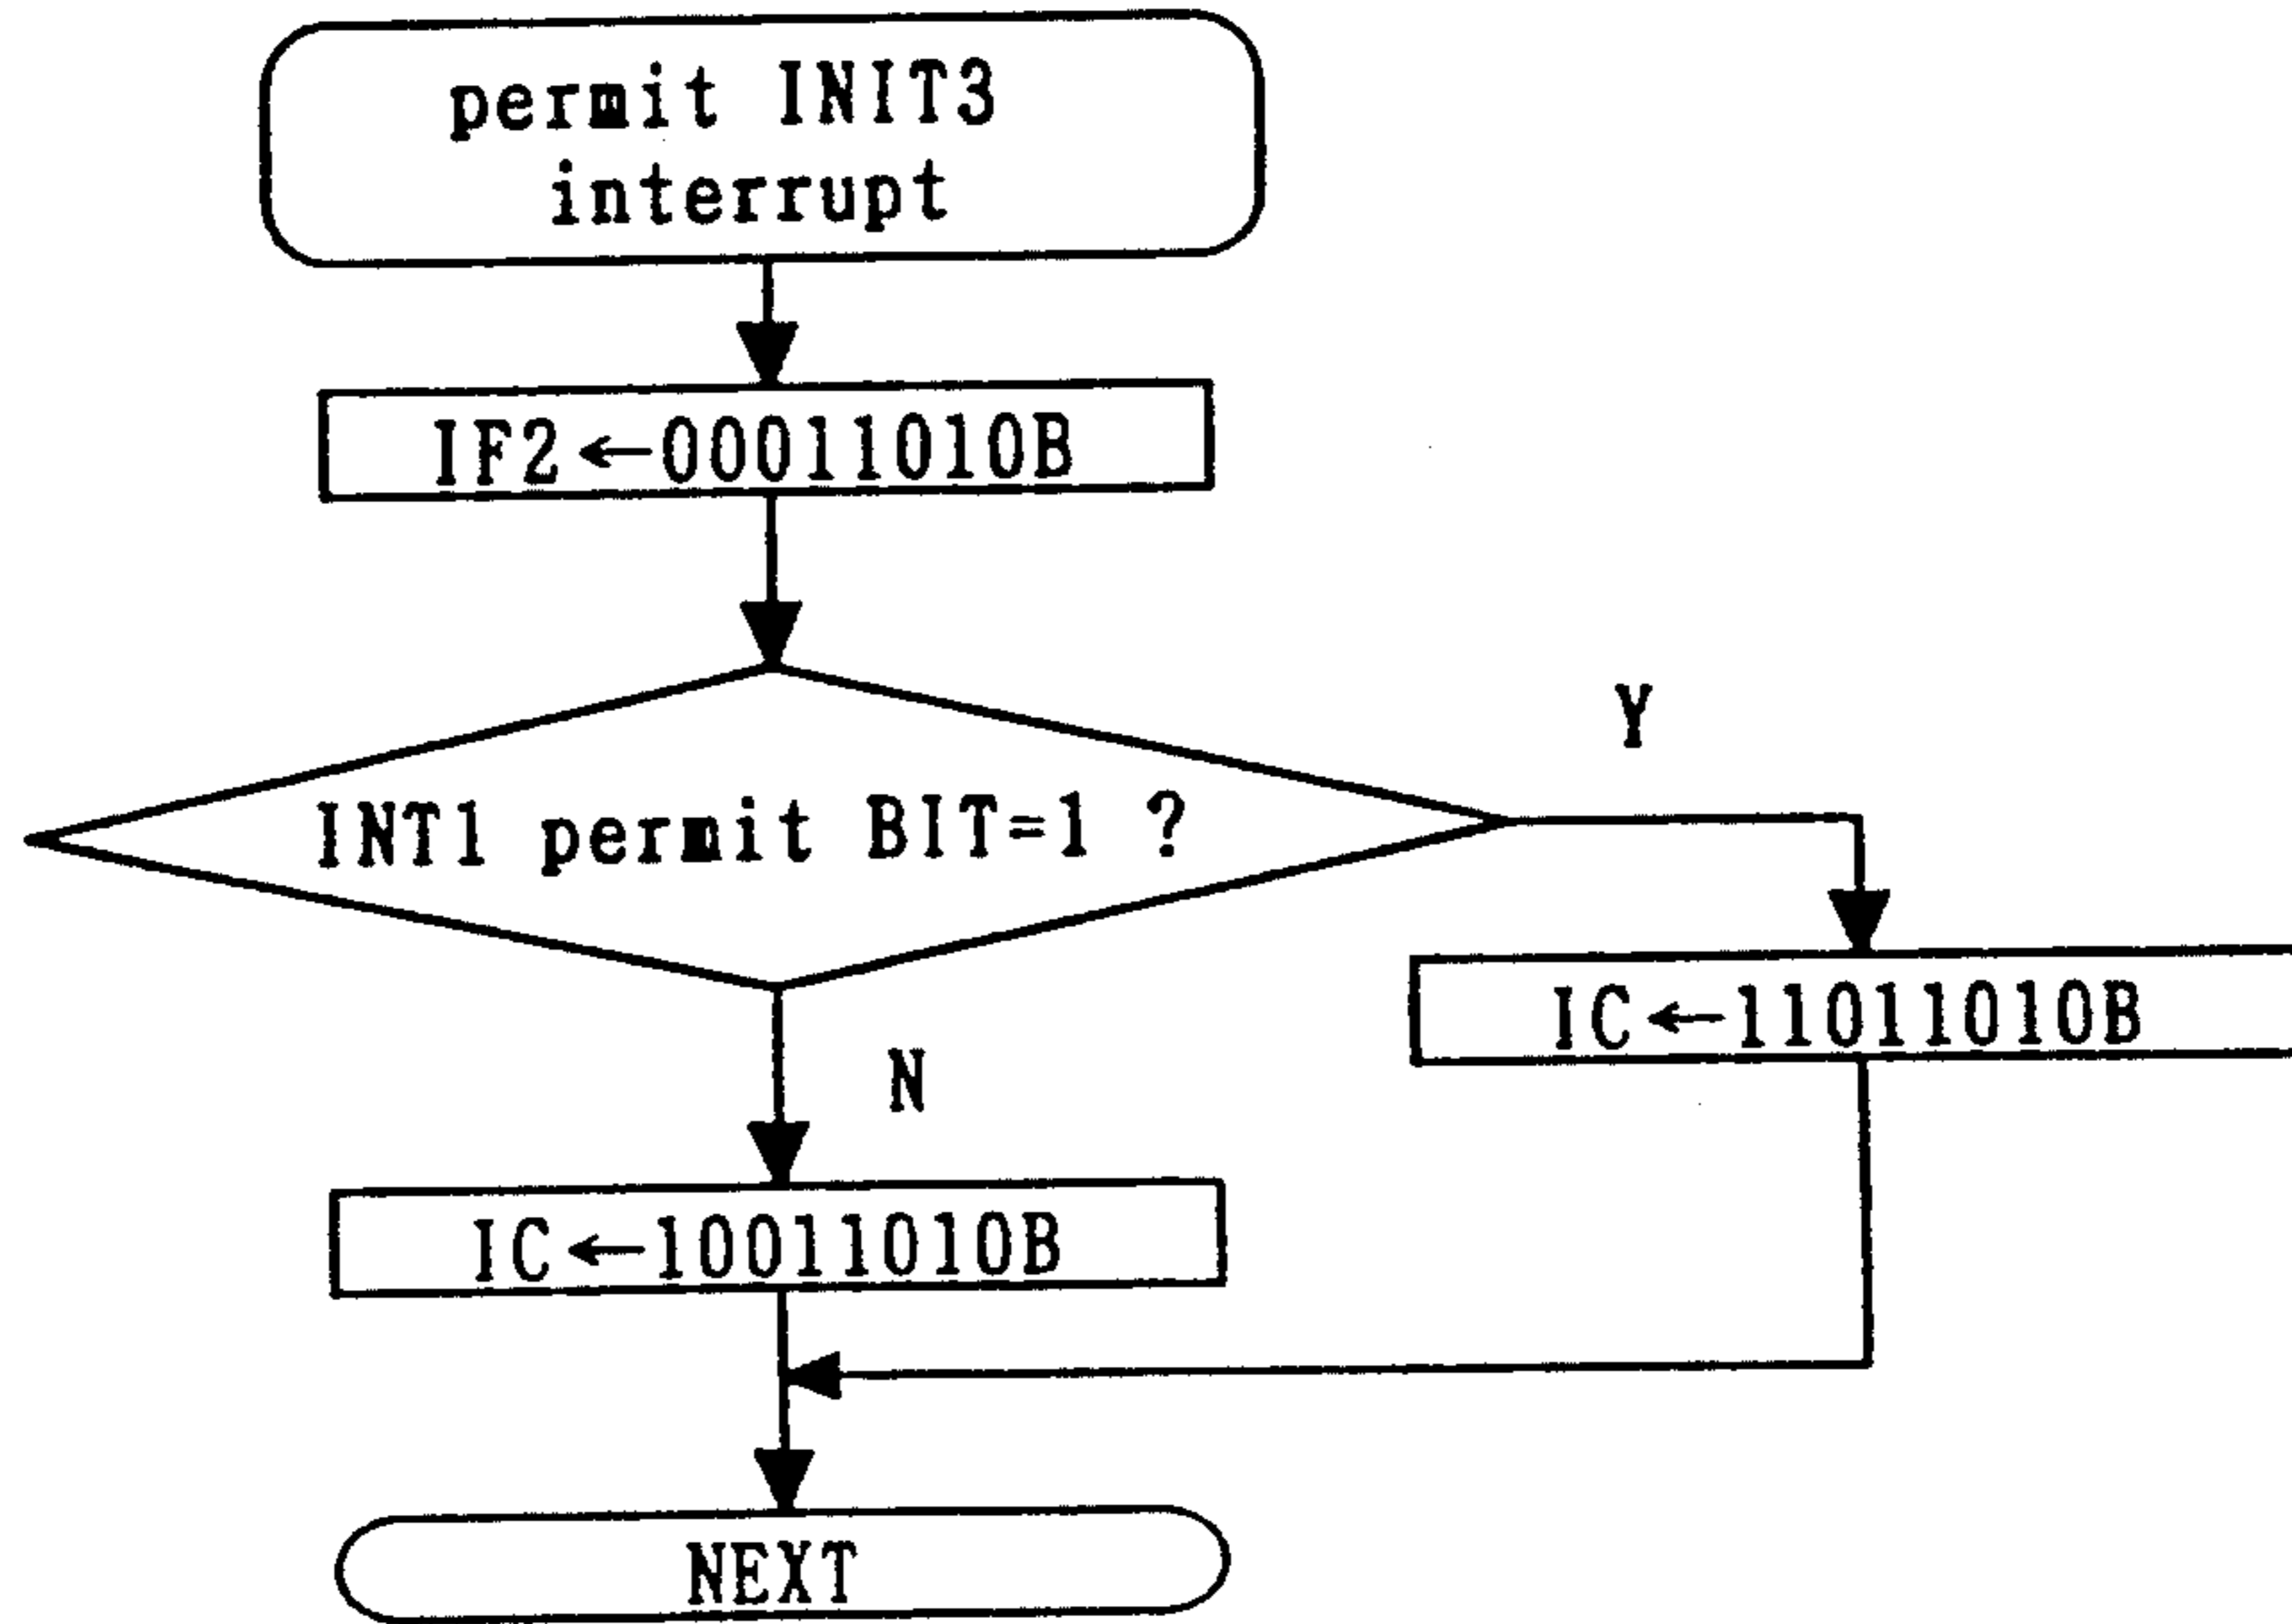 permit INIT3
interrupt
IF2←00011010B
INT1 permit BIT=1 ?
Y
IC←11011010B
N
IC←10011010B
NEXT